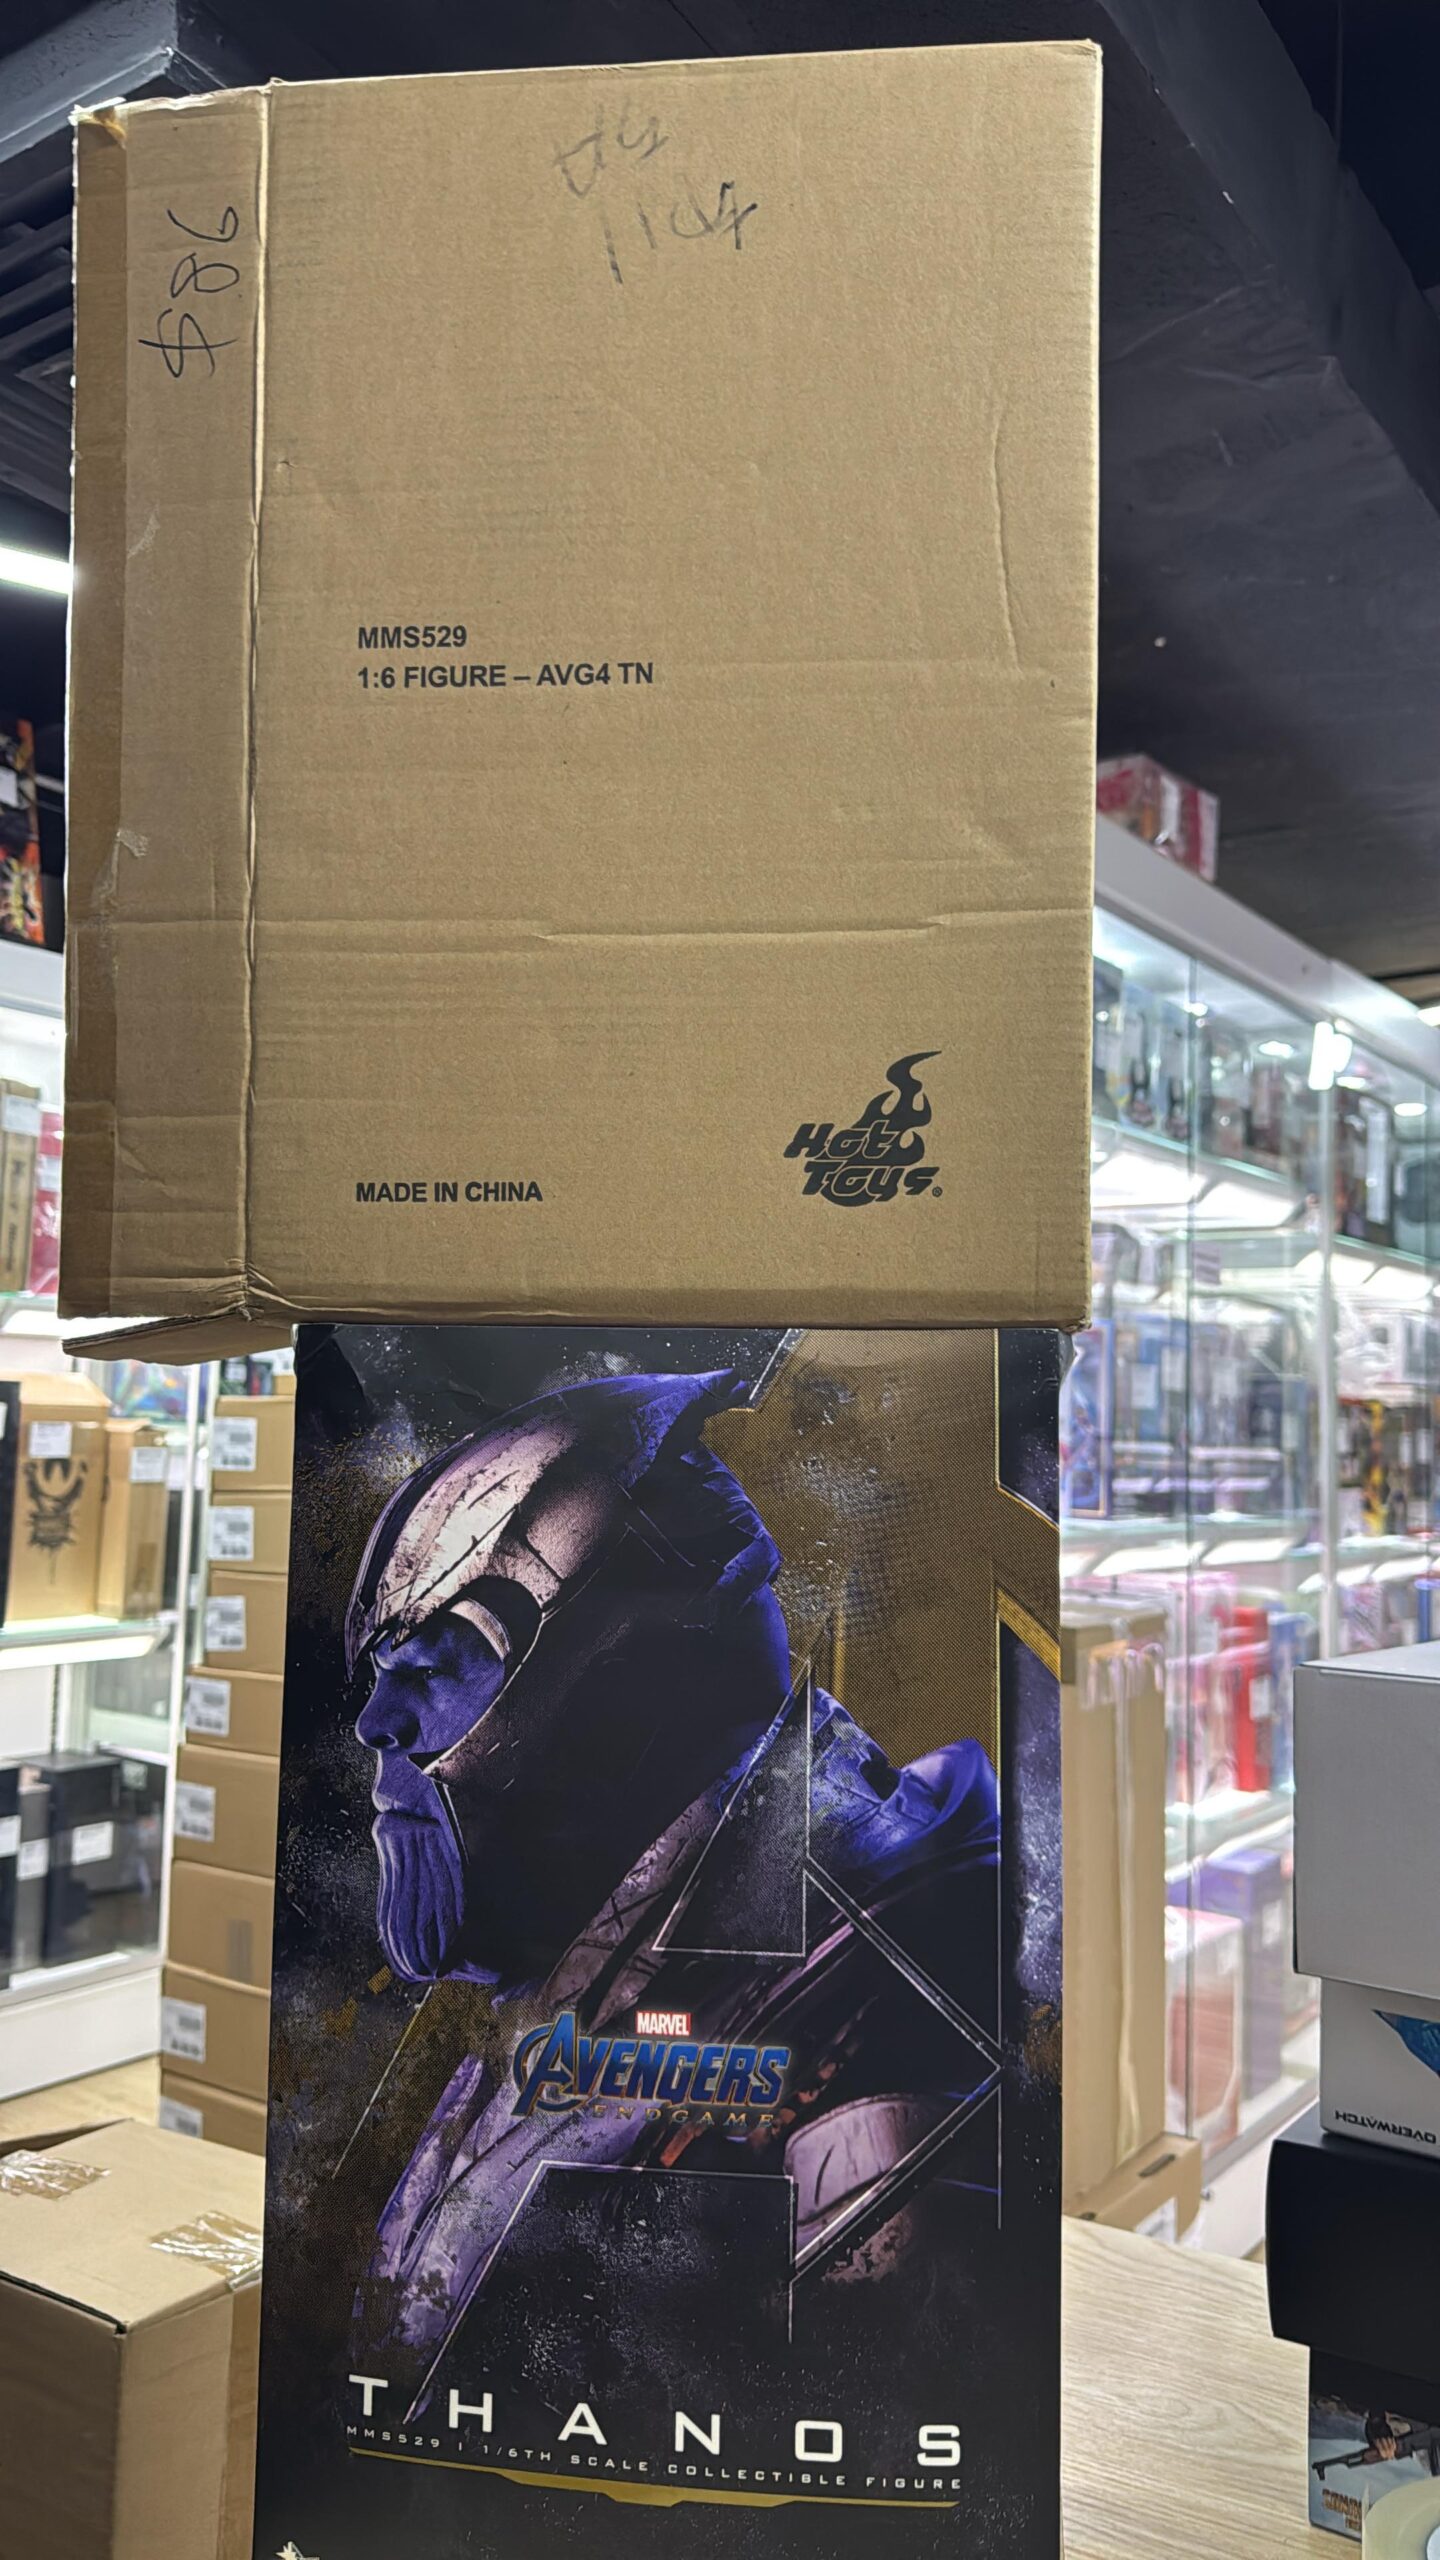 $86
1104
MMS529
1:6 FIGURE – AVG4 TN
MADE IN CHINA
Hot
Toys®
MARVEL
AVENGERS
ENDGAME
THANOS
MMS529 | 1/6TH SCALE COLLECTIBLE FIGURE
OVERWATCH